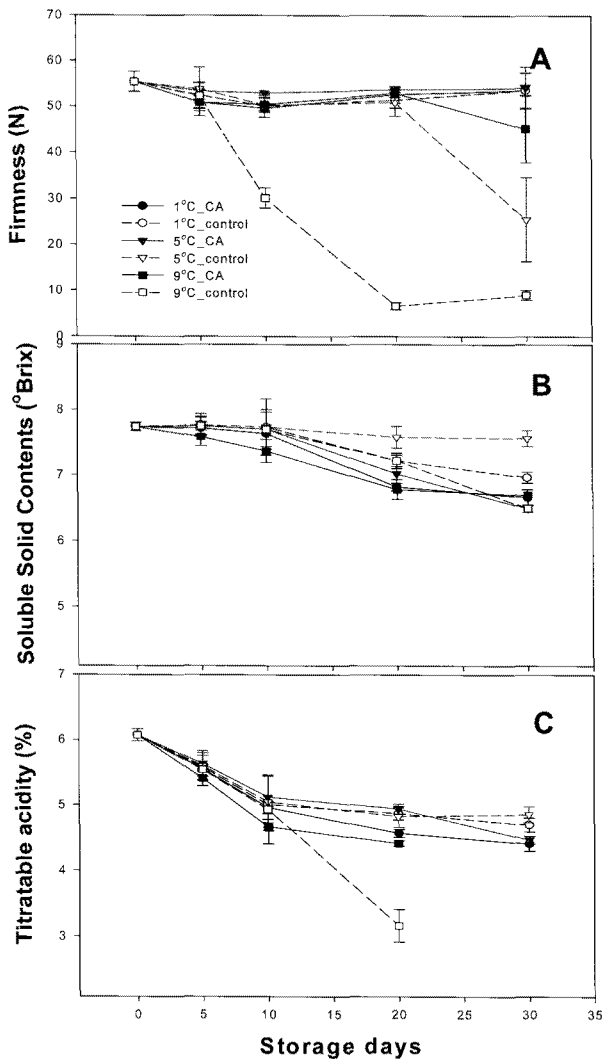 70
60
50
40
30
20
10
0
Firmness (N)
A
1°C_CA
1°C_control
5°C_CA
5°C_control
9°C_CA
9°C_control
9
8
7
6
5
Soluble Solid Contents (°Brix)
B
7
6
5
4
3
Titratable acidity (%)
C
0 5 10 15 20 25 30 35
Storage days